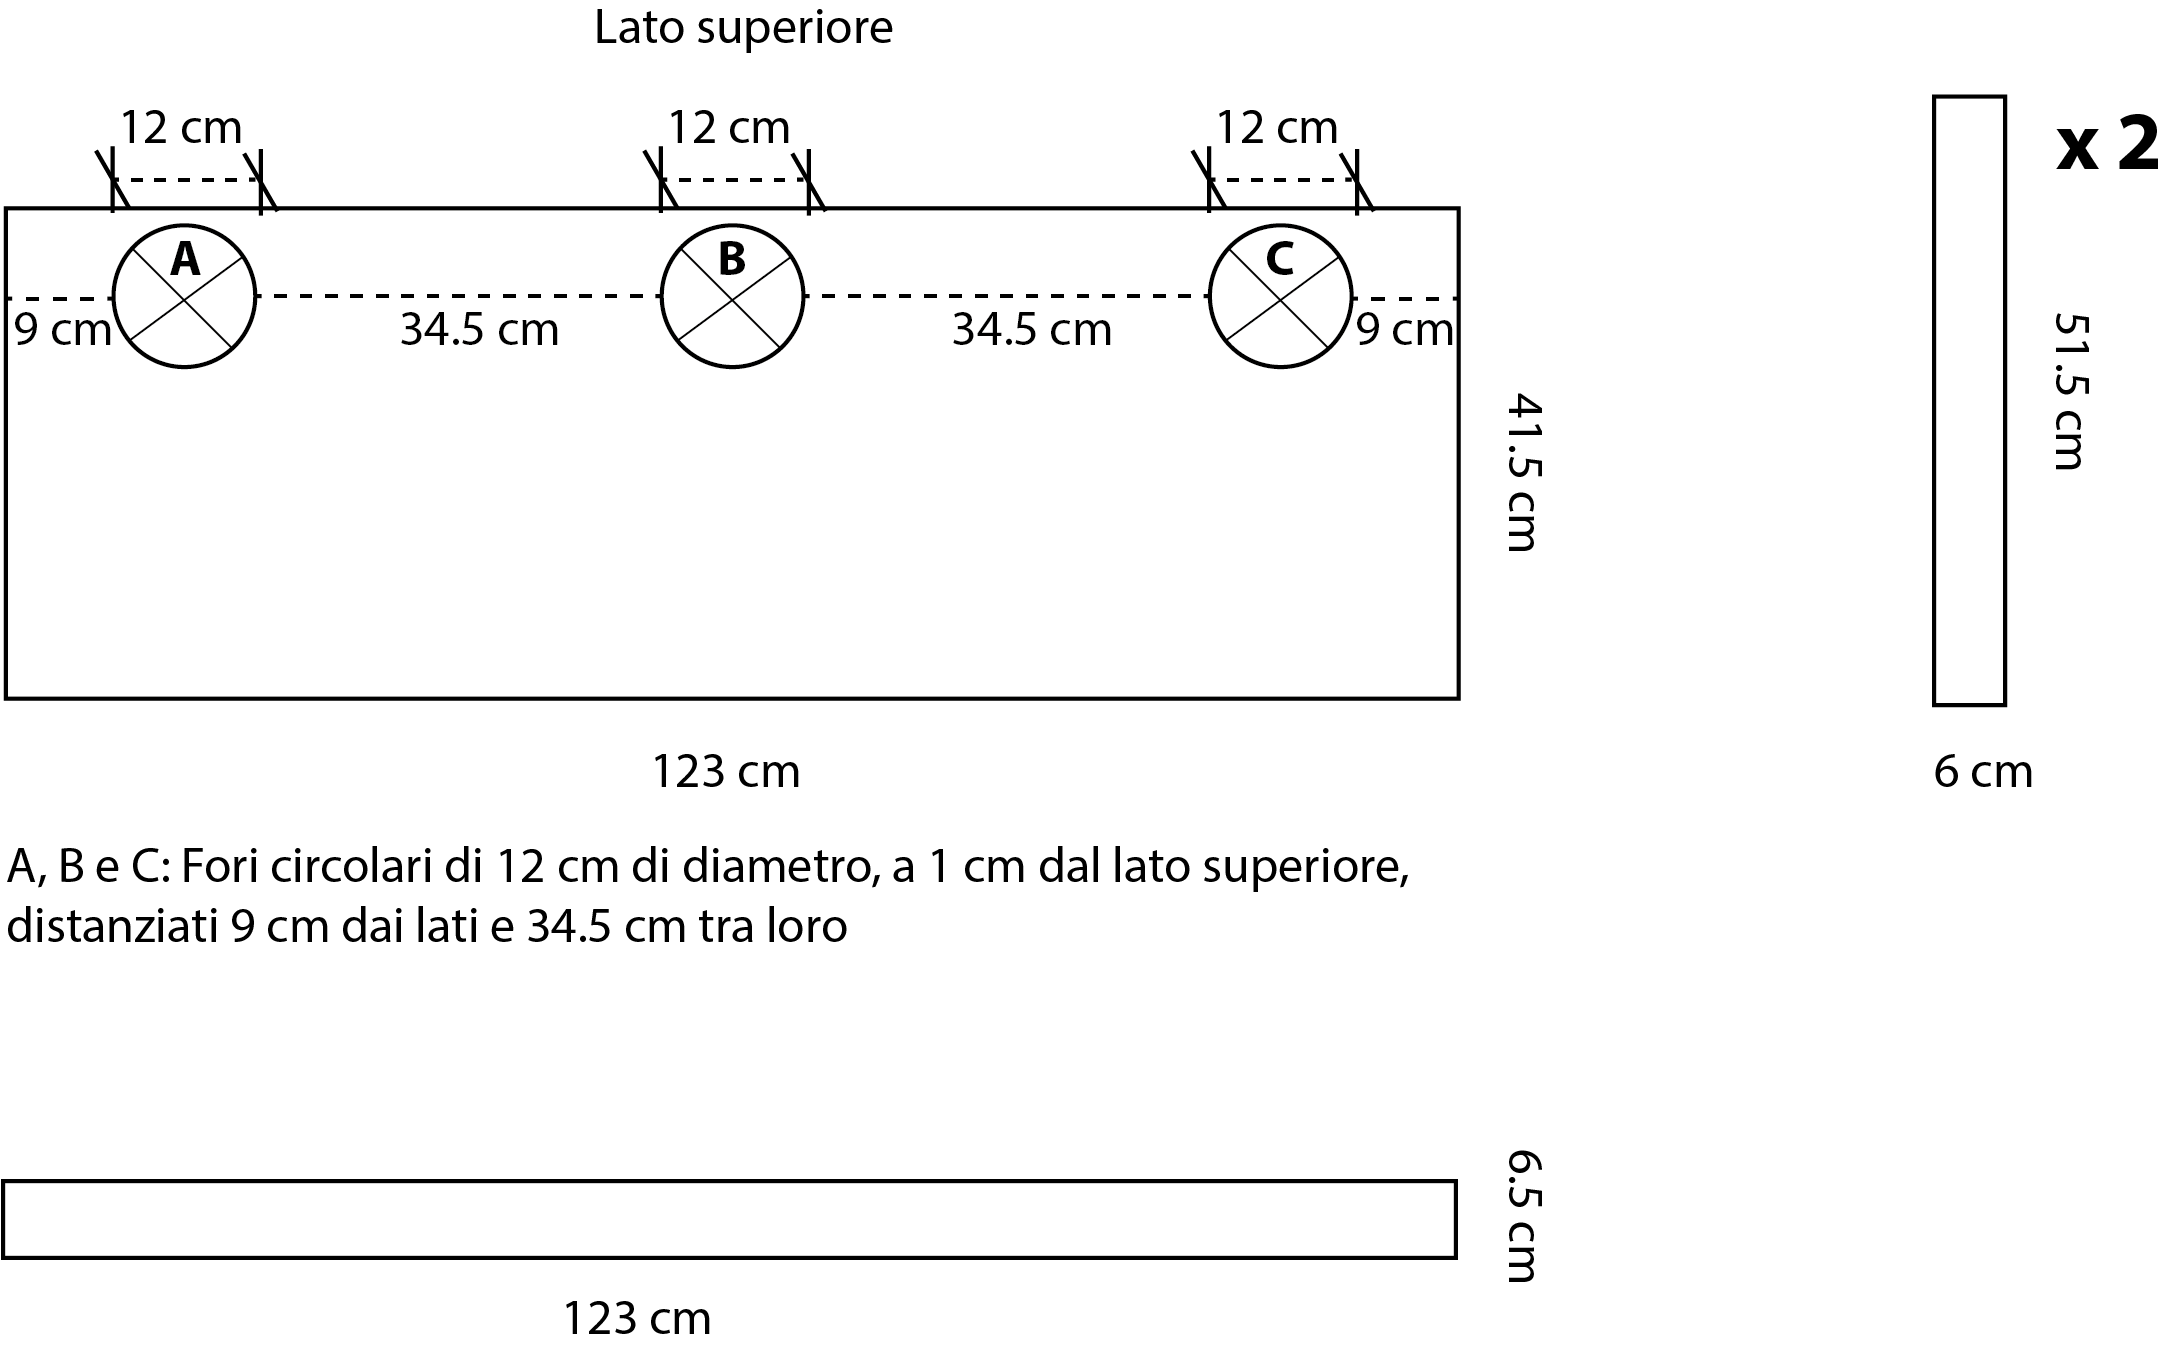 Lato superiore
12 cm
12 cm
12 cm
x 2
A
B
C
9 cm
34.5 cm
34.5 cm
9 cm
41.5 cm
51.5 cm
123 cm
6 cm
A, B e C: Fori circolari di 12 cm di diametro, a 1 cm dal lato superiore,
distanziati 9 cm dai lati e 34.5 cm tra loro
6.5 cm
123 cm